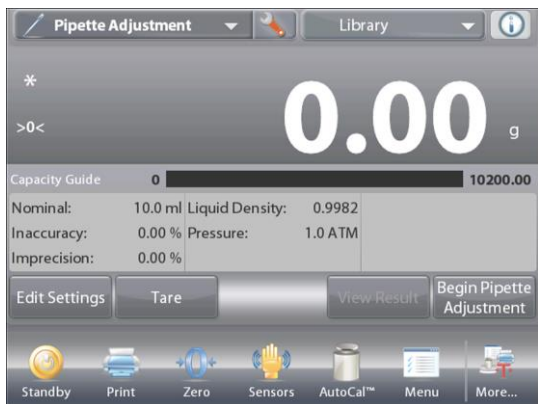 Pipette Adjustment Library
*
0.00 g
>0<
Capacity Guide 0 10200.00
Nominal: 10.0 ml Liquid Density: 0.9982
Inaccuracy: 0.00 % Pressure: 1.0 ATM
Imprecision: 0.00 %
Edit Settings Tare View Result Begin Pipette
Adjustment
Standby Print Zero Sensors AutoCal™ Menu More...